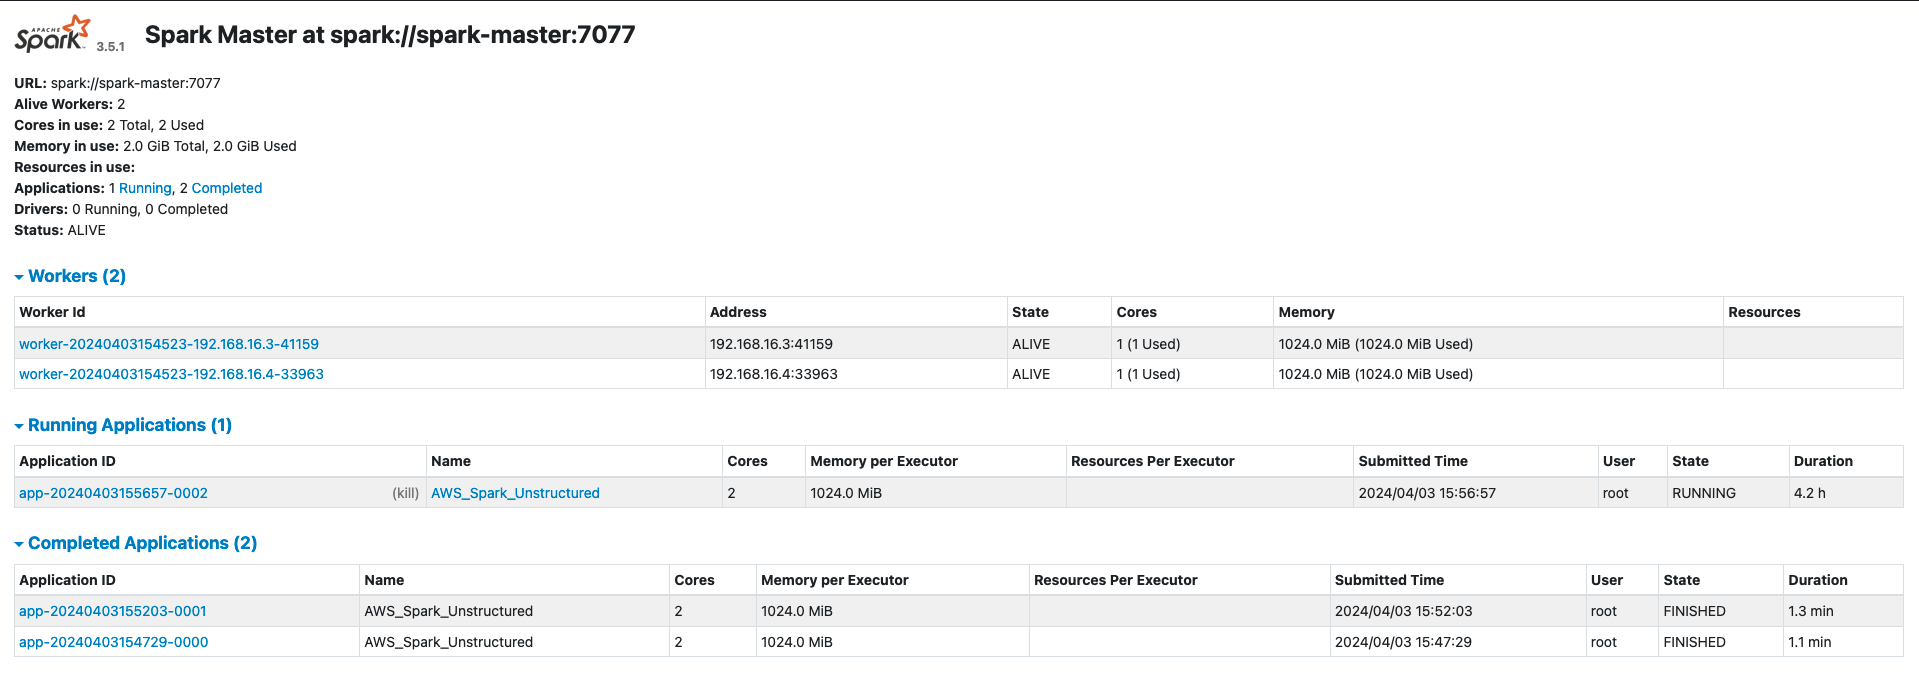 APACHE Spark 3.5.1 Spark Master at spark://spark-master:7077
URL: spark://spark-master:7077
Alive Workers: 2
Cores in use: 2 Total, 2 Used
Memory in use: 2.0 GiB Total, 2.0 GiB Used
Resources in use:
Applications: 1 Running, 2 Completed
Drivers: 0 Running, 0 Completed
Status: ALIVE
Workers (2)
Worker Id Address State Cores Memory Resources
worker-20240403154523-192.168.16.3-41159 192.168.16.3:41159 ALIVE 1 (1 Used) 1024.0 MiB (1024.0 MiB Used)
worker-20240403154523-192.168.16.4-33963 192.168.16.4:33963 ALIVE 1 (1 Used) 1024.0 MiB (1024.0 MiB Used)
Running Applications (1)
Application ID Name Cores Memory per Executor Resources Per Executor Submitted Time User State Duration
app-20240403155657-0002 (kill) AWS_Spark_Unstructured 2 1024.0 MiB 2024/04/03 15:56:57 root RUNNING 4.2 h
Completed Applications (2)
Application ID Name Cores Memory per Executor Resources Per Executor Submitted Time User State Duration
app-20240403155203-0001 AWS_Spark_Unstructured 2 1024.0 MiB 2024/04/03 15:52:03 root FINISHED 1.3 min
app-20240403154729-0000 AWS_Spark_Unstructured 2 1024.0 MiB 2024/04/03 15:47:29 root FINISHED 1.1 min